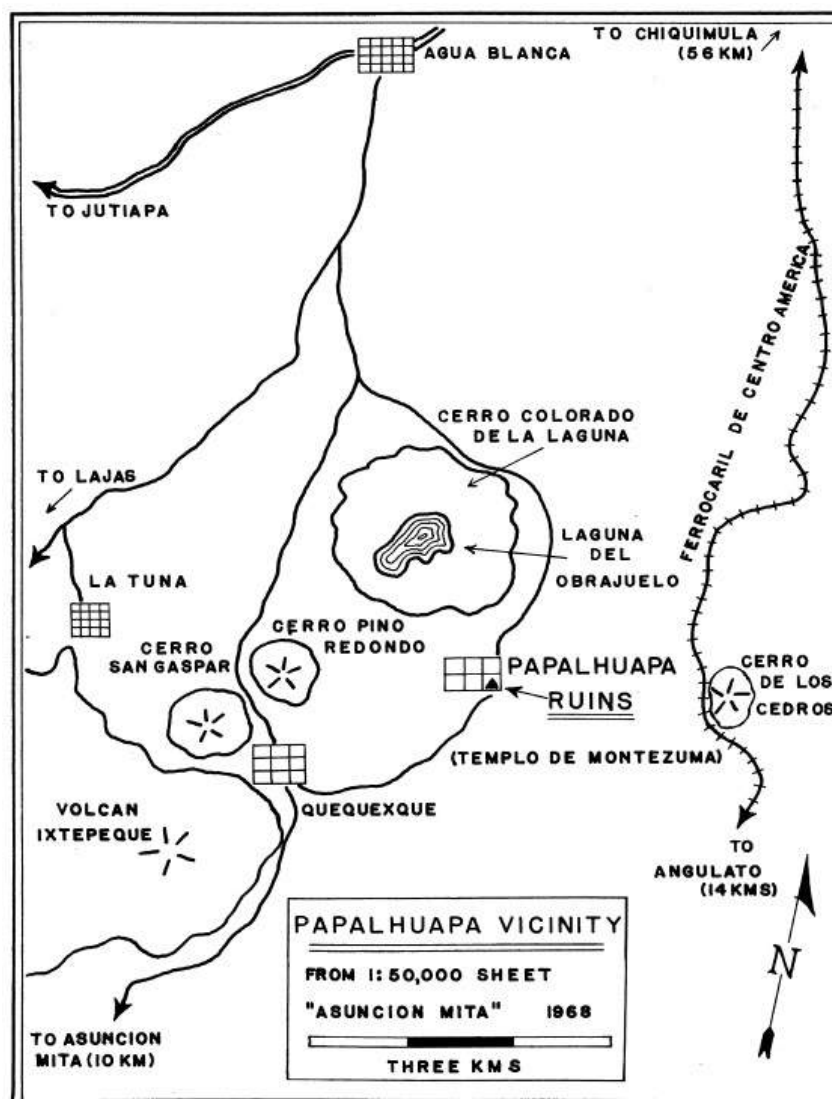 TO CHIQUIMULA
(56 KM)
AGUA BLANCA
TO JUTIAPA
FERROCARIL DE CENTRO AMERICA
CERRO COLORADO
DE LA LAGUNA
TO LAJAS
LAGUNA
DEL
OBRAJUELO
LA TUNA
CERRO PINO
REDONDO
CERRO
SAN GASPAR
PAPALHUAPA
RUINS
CERRO
DE LOS
CEDROS
(TEMPLO DE MONTEZUMA)
QUEQUEXQUE
VOLCAN
IXTEPEQUE
TO
ANGULATO
(14 KMS)
PAPALHUAPA VICINITY
FROM 1:50,000 SHEET
"ASUNCION MITA" 1968
THREE KMS
N
TO ASUNCION
MITA (10 KM)